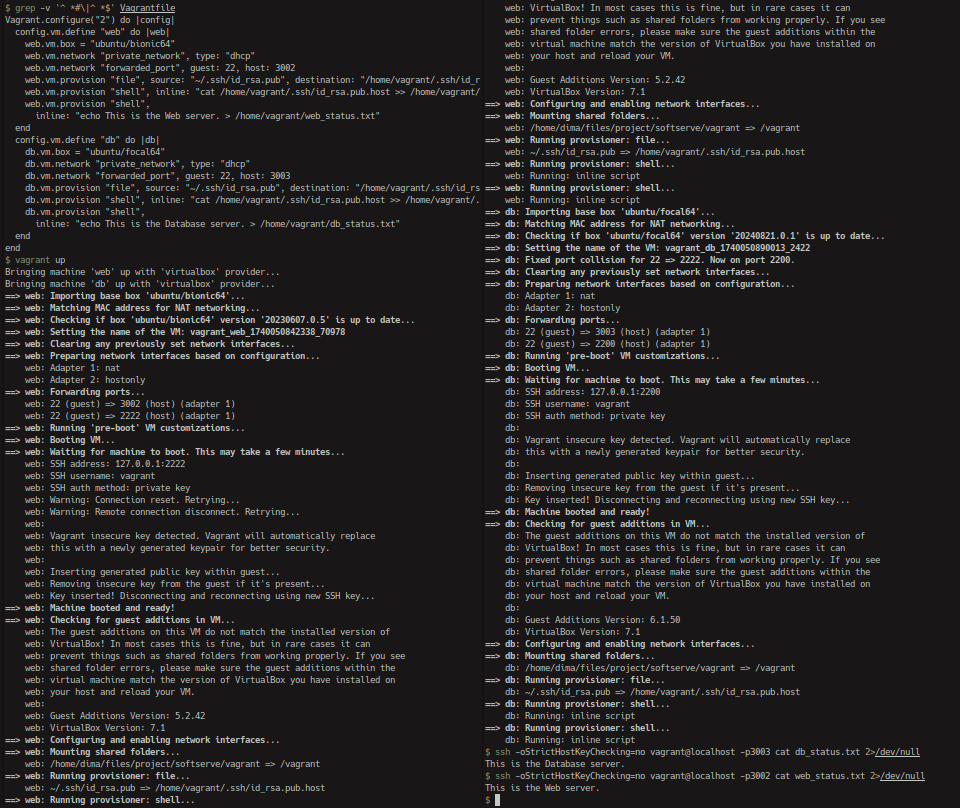 $ grep -v '^ *#\|^ *$' Vagrantfile
Vagrant.configure("2") do |config|
  config.vm.define "web" do |web|
    web.vm.box = "ubuntu/bionic64"
    web.vm.network "private_network", type: "dhcp"
    web.vm.network "forwarded_port", guest: 22, host: 3002
    web.vm.provision "file", source: "~/.ssh/id_rsa.pub", destination: "/home/vagrant/.ssh/id_r
    web.vm.provision "shell", inline: "cat /home/vagrant/.ssh/id_rsa.pub.host >> /home/vagrant/
    web.vm.provision "shell",
      inline: "echo This is the Web server. > /home/vagrant/web_status.txt"
  end
  config.vm.define "db" do |db|
    db.vm.box = "ubuntu/focal64"
    db.vm.network "private_network", type: "dhcp"
    db.vm.network "forwarded_port", guest: 22, host: 3003
    db.vm.provision "file", source: "~/.ssh/id_rsa.pub", destination: "/home/vagrant/.ssh/id_rs
    db.vm.provision "shell", inline: "cat /home/vagrant/.ssh/id_rsa.pub.host >> /home/vagrant/.
    db.vm.provision "shell",
      inline: "echo This is the Database server. > /home/vagrant/db_status.txt"
  end
end
$ vagrant up
Bringing machine 'web' up with 'virtualbox' provider...
Bringing machine 'db' up with 'virtualbox' provider...
==> web: Importing base box 'ubuntu/bionic64'...
==> web: Matching MAC address for NAT networking...
==> web: Checking if box 'ubuntu/bionic64' version '20230607.0.5' is up to date...
==> web: Setting the name of the VM: vagrant_web_1740050842338_70978
==> web: Clearing any previously set network interfaces...
==> web: Preparing network interfaces based on configuration...
    web: Adapter 1: nat
    web: Adapter 2: hostonly
==> web: Forwarding ports...
    web: 22 (guest) => 3002 (host) (adapter 1)
    web: 22 (guest) => 2222 (host) (adapter 1)
==> web: Running 'pre-boot' VM customizations...
==> web: Booting VM...
==> web: Waiting for machine to boot. This may take a few minutes...
    web: SSH address: 127.0.0.1:2222
    web: SSH username: vagrant
    web: SSH auth method: private key
    web: Warning: Connection reset. Retrying...
    web: Warning: Remote connection disconnect. Retrying...
    web:
    web: Vagrant insecure key detected. Vagrant will automatically replace
    web: this with a newly generated keypair for better security.
    web:
    web: Inserting generated public key within guest...
    web: Removing insecure key from the guest if it's present...
    web: Key inserted! Disconnecting and reconnecting using new SSH key...
==> web: Machine booted and ready!
==> web: Checking for guest additions in VM...
    web: The guest additions on this VM do not match the installed version of
    web: VirtualBox! In most cases this is fine, but in rare cases it can
    web: prevent things such as shared folders from working properly. If you see
    web: shared folder errors, please make sure the guest additions within the
    web: virtual machine match the version of VirtualBox you have installed on
    web: your host and reload your VM.
    web:
    web: Guest Additions Version: 5.2.42
    web: VirtualBox Version: 7.1
==> web: Configuring and enabling network interfaces...
==> web: Mounting shared folders...
    web: /home/dima/files/project/softserve/vagrant => /vagrant
==> web: Running provisioner: file...
    web: ~/.ssh/id_rsa.pub => /home/vagrant/.ssh/id_rsa.pub.host
==> web: Running provisioner: shell...
    web: VirtualBox! In most cases this is fine, but in rare cases it can
    web: prevent things such as shared folders from working properly. If you see
    web: shared folder errors, please make sure the guest additions within the
    web: virtual machine match the version of VirtualBox you have installed on
    web: your host and reload your VM.
    web:
    web: Guest Additions Version: 5.2.42
    web: VirtualBox Version: 7.1
==> web: Configuring and enabling network interfaces...
==> web: Mounting shared folders...
    web: /home/dima/files/project/softserve/vagrant => /vagrant
==> web: Running provisioner: file...
    web: ~/.ssh/id_rsa.pub => /home/vagrant/.ssh/id_rsa.pub.host
==> web: Running provisioner: shell...
    web: Running: inline script
==> web: Running provisioner: shell...
    web: Running: inline script
==> db: Importing base box 'ubuntu/focal64'...
==> db: Matching MAC address for NAT networking...
==> db: Checking if box 'ubuntu/focal64' version '20240821.0.1' is up to date...
==> db: Setting the name of the VM: vagrant_db_1740050890013_2422
==> db: Fixed port collision for 22 => 2222. Now on port 2200.
==> db: Clearing any previously set network interfaces...
==> db: Preparing network interfaces based on configuration...
    db: Adapter 1: nat
    db: Adapter 2: hostonly
==> db: Forwarding ports...
    db: 22 (guest) => 3003 (host) (adapter 1)
    db: 22 (guest) => 2200 (host) (adapter 1)
==> db: Running 'pre-boot' VM customizations...
==> db: Booting VM...
==> db: Waiting for machine to boot. This may take a few minutes...
    db: SSH address: 127.0.0.1:2200
    db: SSH username: vagrant
    db: SSH auth method: private key
    db:
    db: Vagrant insecure key detected. Vagrant will automatically replace
    db: this with a newly generated keypair for better security.
    db:
    db: Inserting generated public key within guest...
    db: Removing insecure key from the guest if it's present...
    db: Key inserted! Disconnecting and reconnecting using new SSH key...
==> db: Machine booted and ready!
==> db: Checking for guest additions in VM...
    db: The guest additions on this VM do not match the installed version of
    db: VirtualBox! In most cases this is fine, but in rare cases it can
    db: prevent things such as shared folders from working properly. If you see
    db: shared folder errors, please make sure the guest additions within the
    db: virtual machine match the version of VirtualBox you have installed on
    db: your host and reload your VM.
    db:
    db: Guest Additions Version: 6.1.50
    db: VirtualBox Version: 7.1
==> db: Configuring and enabling network interfaces...
==> db: Mounting shared folders...
    db: /home/dima/files/project/softserve/vagrant => /vagrant
==> db: Running provisioner: file...
    db: ~/.ssh/id_rsa.pub => /home/vagrant/.ssh/id_rsa.pub.host
==> db: Running provisioner: shell...
    db: Running: inline script
==> db: Running provisioner: shell...
    db: Running: inline script
$ ssh -oStrictHostKeyChecking=no vagrant@localhost -p3003 cat db_status.txt 2>/dev/null
This is the Database server.
$ ssh -oStrictHostKeyChecking=no vagrant@localhost -p3002 cat web_status.txt 2>/dev/null
This is the Web server.
$